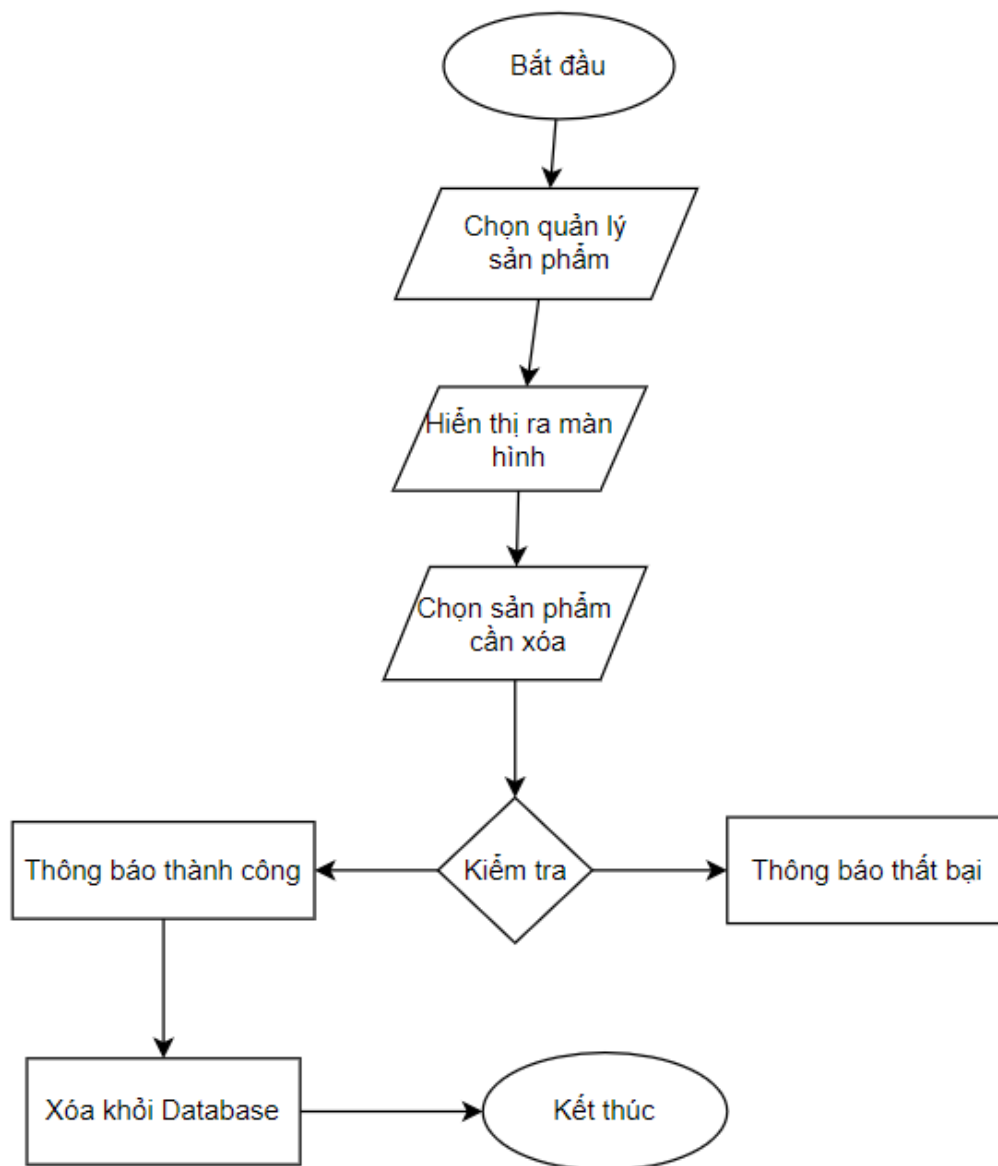 Bắt đầu
Chọn quản lý
sản phẩm
Hiển thị ra màn
hình
Chọn sản phẩm
cần xóa
Thông báo thành công
Kiểm tra
Thông báo thất bại
Xóa khỏi Database
Kết thúc